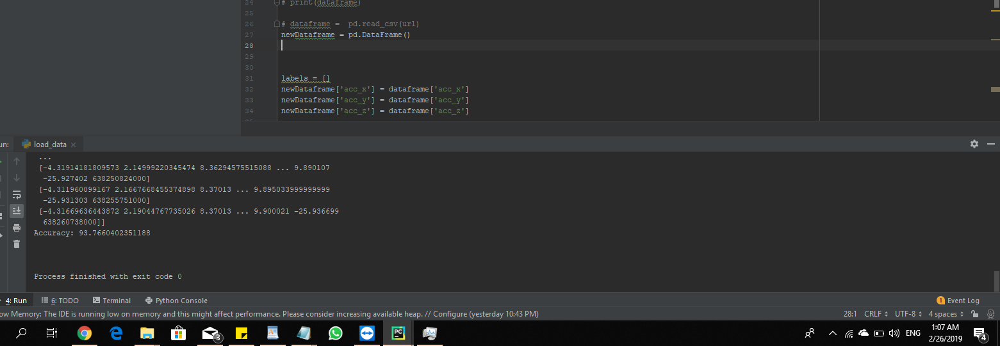 24 # print(dataframe)
25
26 # dataframe =  pd.read_csv(url)
27 newDataframe = pd.DataFrame()
28
29
30
31 labels = []
32 newDataframe['acc_x'] = dataframe['acc_x']
33 newDataframe['acc_y'] = dataframe['acc_y']
34 newDataframe['acc_z'] = dataframe['acc_z']
un: load_data
...
[-4.31914181809573 2.14999220345474 8.36294575515088 ... 9.890107
-25.927402 638250824000]
[-4.311960099167 2.1667668455374898 8.37013 ... 9.895033999999999
-25.931303 638255751000]
[-4.31669636443872 2.19044767735026 8.37013 ... 9.900021 -25.936699
638260738000]]
Accuracy: 93.7660402351188
Process finished with exit code 0
4: Run 6: TODO Terminal Python Console 1 Event Log
ow Memory: The IDE is running low on memory and this might affect performance. Please consider increasing available heap. // Configure (yesterday 10:43 PM) 28:1 CRLF UTF-8 4 spaces
3 PC ENG 1:07 AM 4
2/26/2019